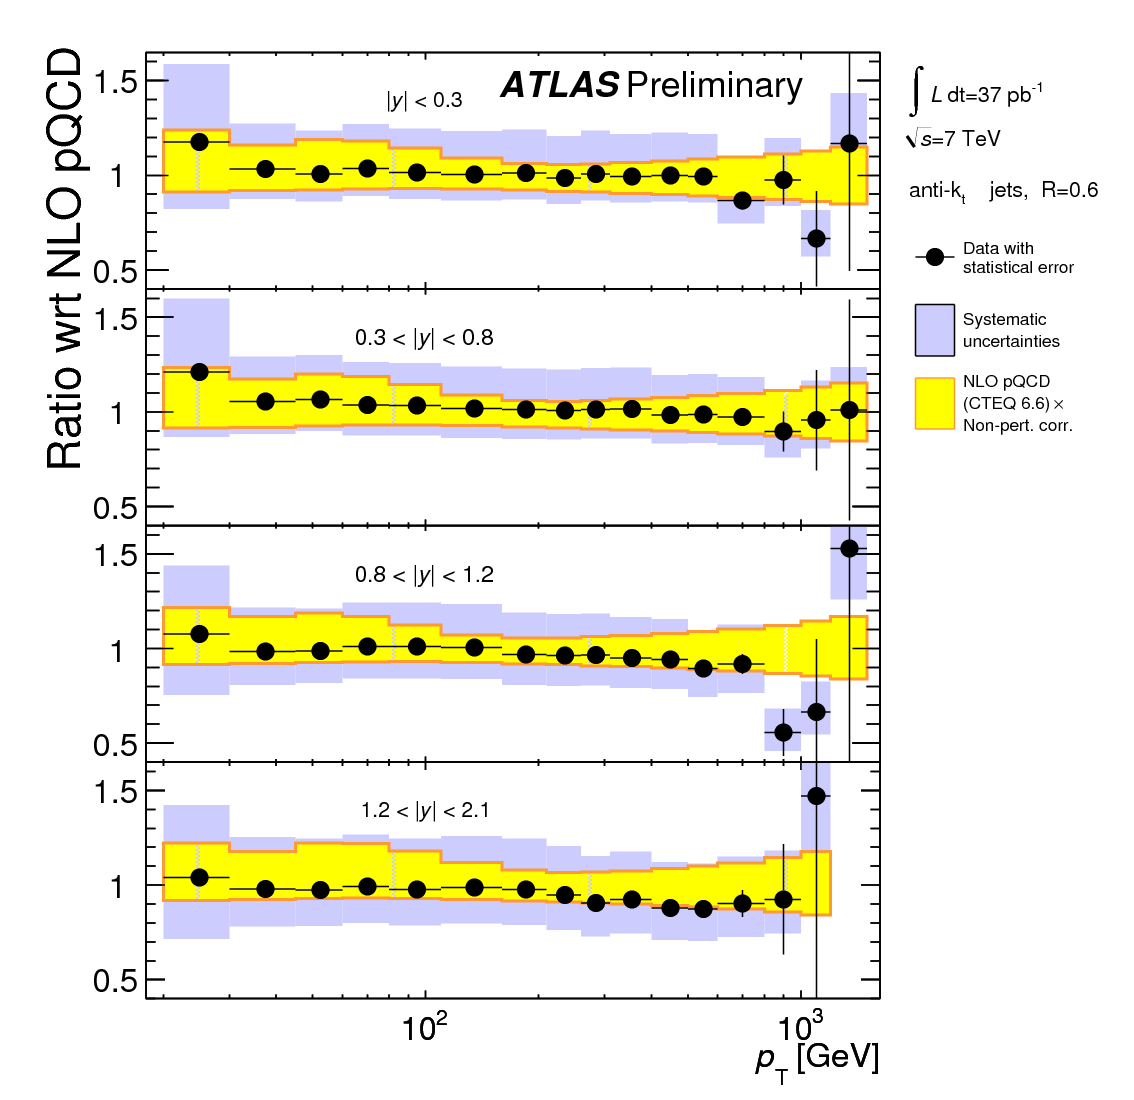 Ratio wrt NLO pQCD
ATLAS Preliminary
|y| < 0.3
1.5
1
0.5
0.3 < |y| < 0.8
1.5
1
0.5
0.8 < |y| < 1.2
1.5
1
0.5
1.2 < |y| < 2.1
1.5
1
0.5
10² 10³
p_T [GeV]
∫ L dt=37 pb⁻¹
√s=7 TeV
anti-k_t jets, R=0.6
Data with
statistical error
Systematic
uncertainties
NLO pQCD
(CTEQ 6.6) ×
Non-pert. corr.